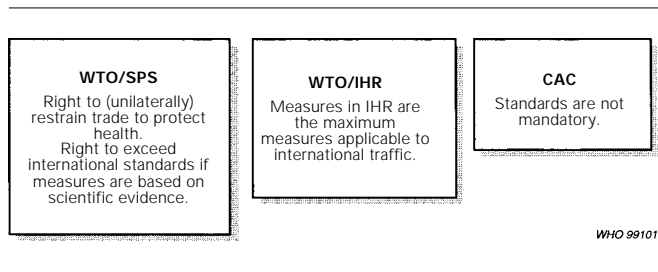 WTO/SPS
Right to (unilaterally)
restrain trade to protect
health.
Right to exceed
international standards if
measures are based on
scientific evidence.
WTO/IHR
Measures in IHR are
the maximum
measures applicable to
international traffic.
CAC
Standards are not
mandatory.
WHO 99101